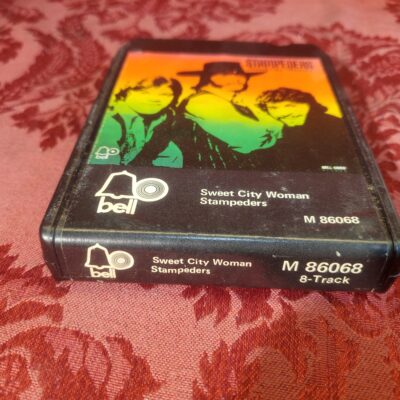 STAMPEDERS
bell
Sweet City Woman
Stampeders
M 86068
bell
Sweet City Woman
Stampeders
M 86068
8-Track